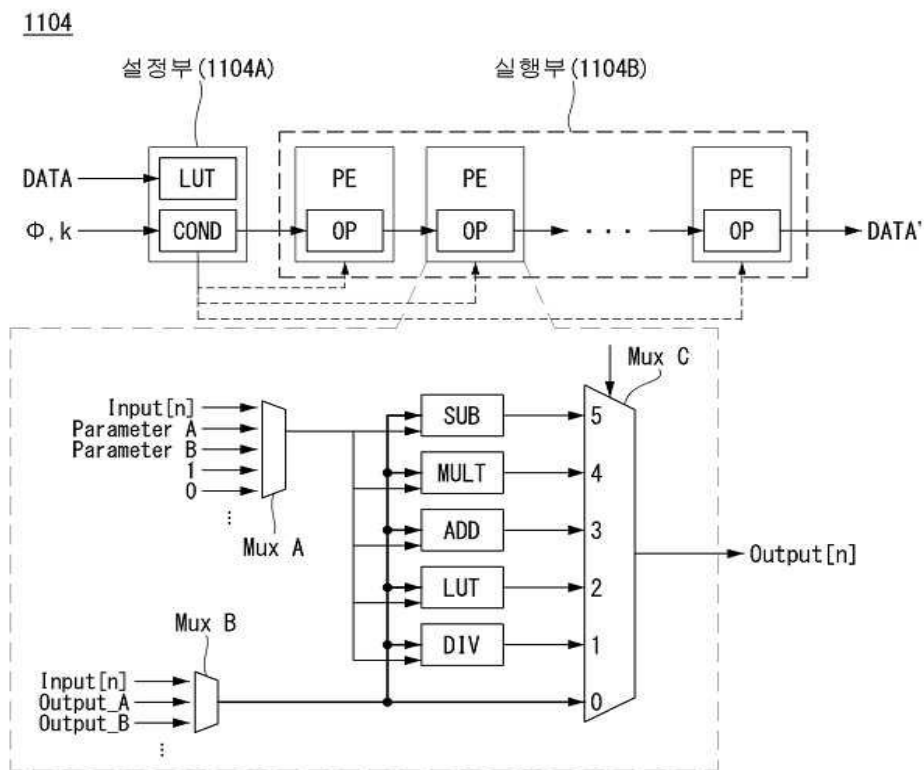 1104
설정부(1104A)
실행부(1104B)
DATA
LUT
PE
PE
PE
Φ,k
COND
OP
OP
· · ·
OP
DATA'
Mux C
Input[n]
Parameter A
Parameter B
1
0
⋮
Mux A
SUB
5
MULT
4
ADD
3
Output[n]
LUT
2
Mux B
DIV
1
Input[n]
Output_A
Output_B
⋮
0